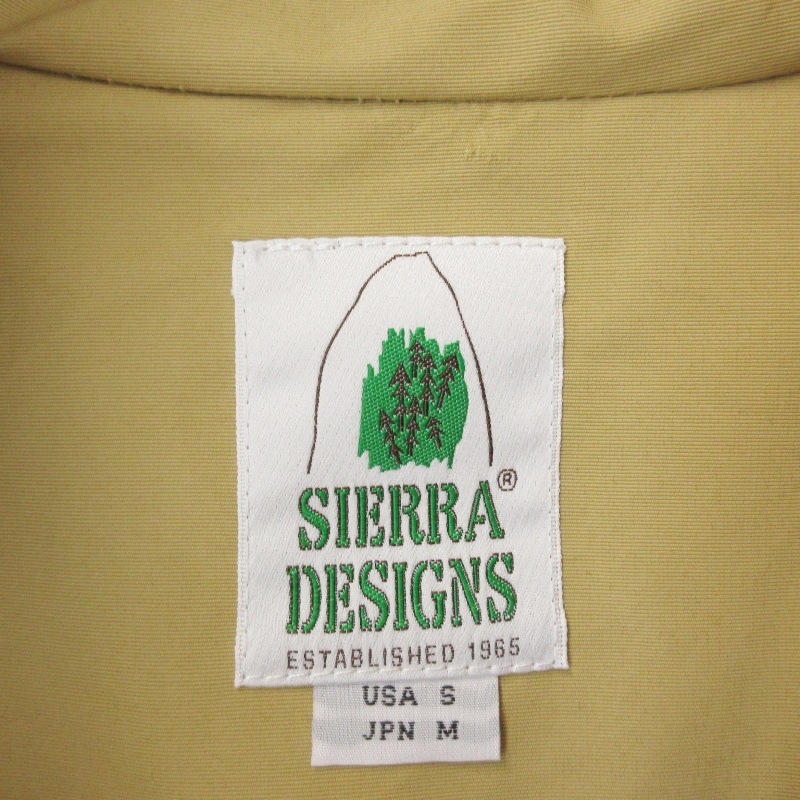 SIERRA®
DESIGNS
ESTABLISHED 1965
USA S
JPN M